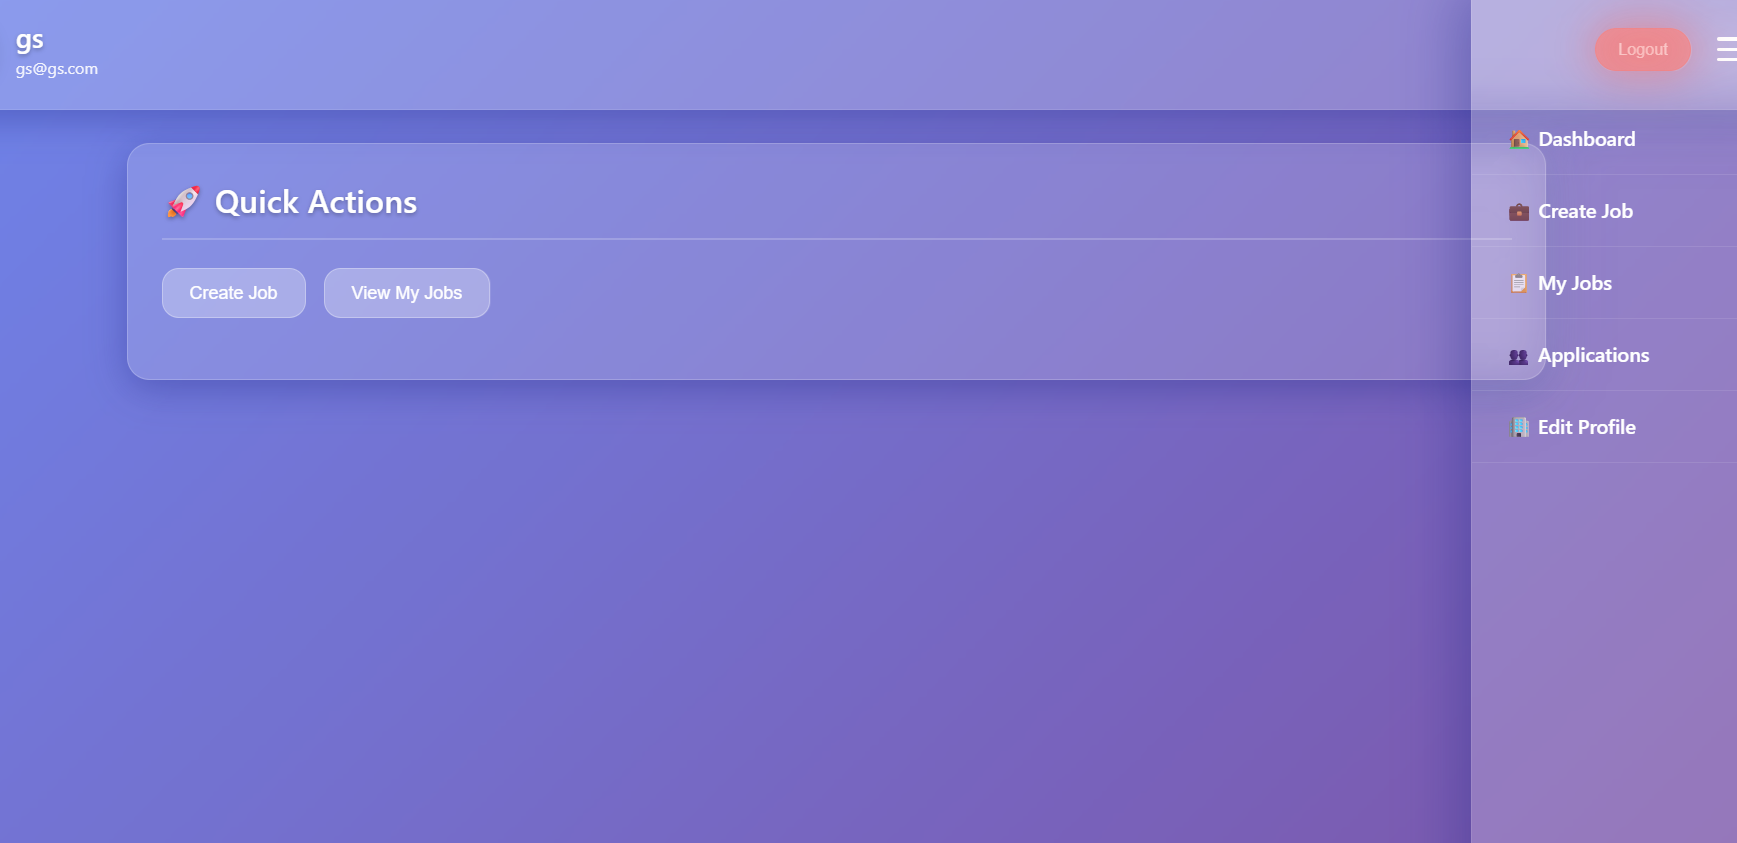 gs
gs@gs.com
Logout
🚀 Quick Actions
Create Job
View My Jobs
🏠 Dashboard
💼 Create Job
📋 My Jobs
👥 Applications
🏢 Edit Profile